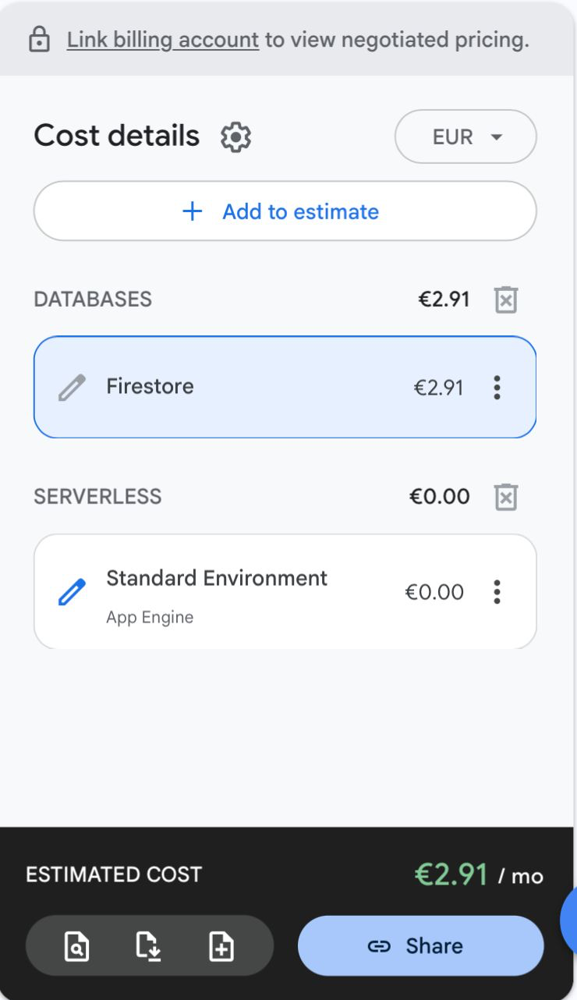 Link billing account to view negotiated pricing.
Cost details
EUR
+ Add to estimate
DATABASES €2.91
Firestore €2.91
SERVERLESS €0.00
Standard Environment €0.00
App Engine
ESTIMATED COST €2.91 / mo
Share